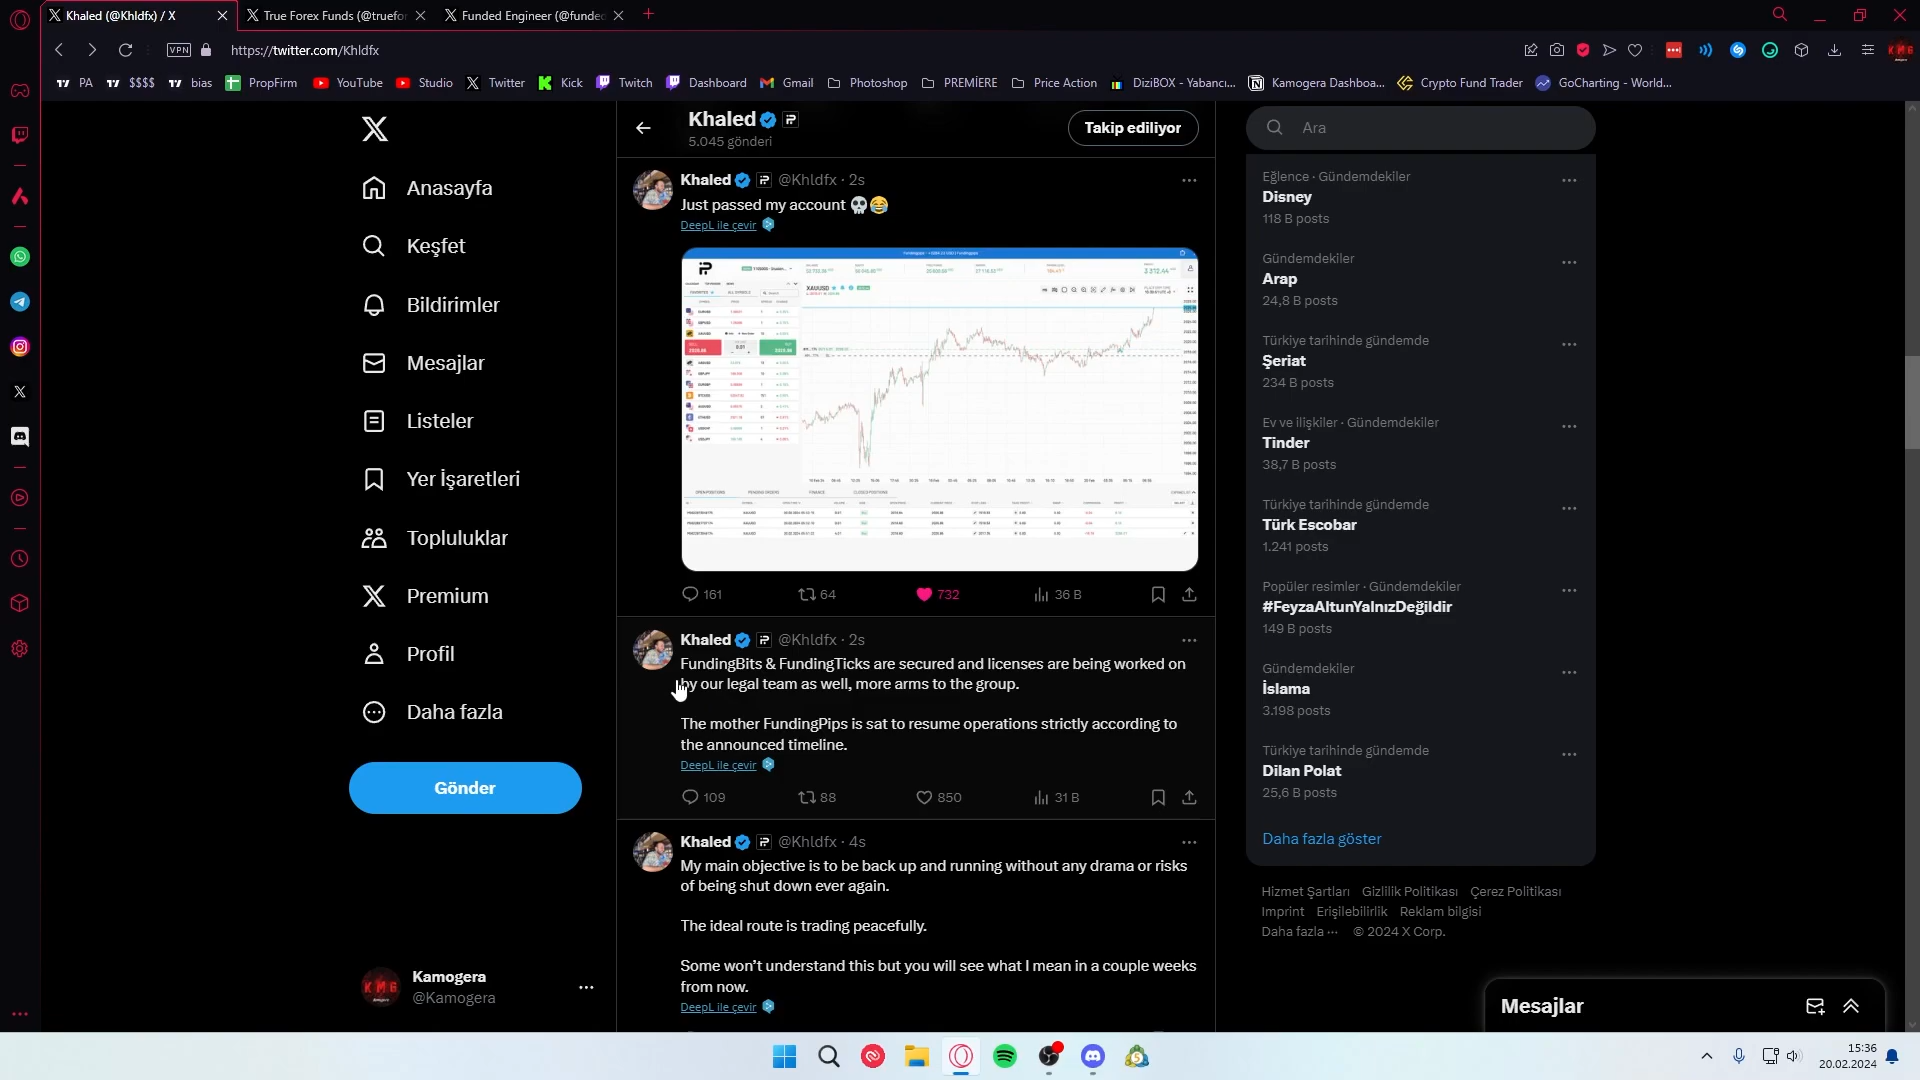 Khaled (@Khldfx) / X
True Forex Funds (@truefor
Funded Engineer (@funded
VPN
https://twitter.com/Khldfx
PA
$$$$
bias
PropFirm
YouTube
Studio
Twitter
Kick
Twitch
Dashboard
Gmail
Photoshop
PREMİERE
Price Action
DiziBOX - Yabancı...
Kamogera Dashboa...
Crypto Fund Trader
GoCharting - World...
Anasayfa
Keşfet
Bildirimler
Mesajlar
Listeler
Yer İşaretleri
Topluluklar
Premium
Profil
Daha fazla
Gönder
Kamogera
@Kamogera
Khaled
5.045 gönderi
Takip ediliyor
Khaled @Khldfx · 2s
Just passed my account 💀😂
DeepL ile çevir
XAUUSD
161
64
732
36 B
Khaled @Khldfx · 2s
FundingBits & FundingTicks are secured and licenses are being worked on
by our legal team as well, more arms to the group.
The mother FundingPips is sat to resume operations strictly according to
the announced timeline.
DeepL ile çevir
109
88
850
31 B
Khaled @Khldfx · 4s
My main objective is to be back up and running without any drama or risks
of being shut down ever again.
The ideal route is trading peacefully.
Some won't understand this but you will see what I mean in a couple weeks
from now.
DeepL ile çevir
Ara
Eğlence · Gündemdekiler
Disney
118 B posts
Gündemdekiler
Arap
24,8 B posts
Türkiye tarihinde gündemde
Şeriat
234 B posts
Ev ve ilişkiler · Gündemdekiler
Tinder
38,7 B posts
Türkiye tarihinde gündemde
Türk Escobar
1.241 posts
Popüler resimler · Gündemdekiler
#FeyzaAltunYalnızDeğildir
149 B posts
Gündemdekiler
İslama
3.198 posts
Türkiye tarihinde gündemde
Dilan Polat
25,6 B posts
Daha fazla göster
Hizmet Şartları Gizlilik Politikası Çerez Politikası
Imprint Erişilebilirlik Reklam bilgisi
Daha fazla ··· © 2024 X Corp.
Mesajlar
15:36
20.02.2024